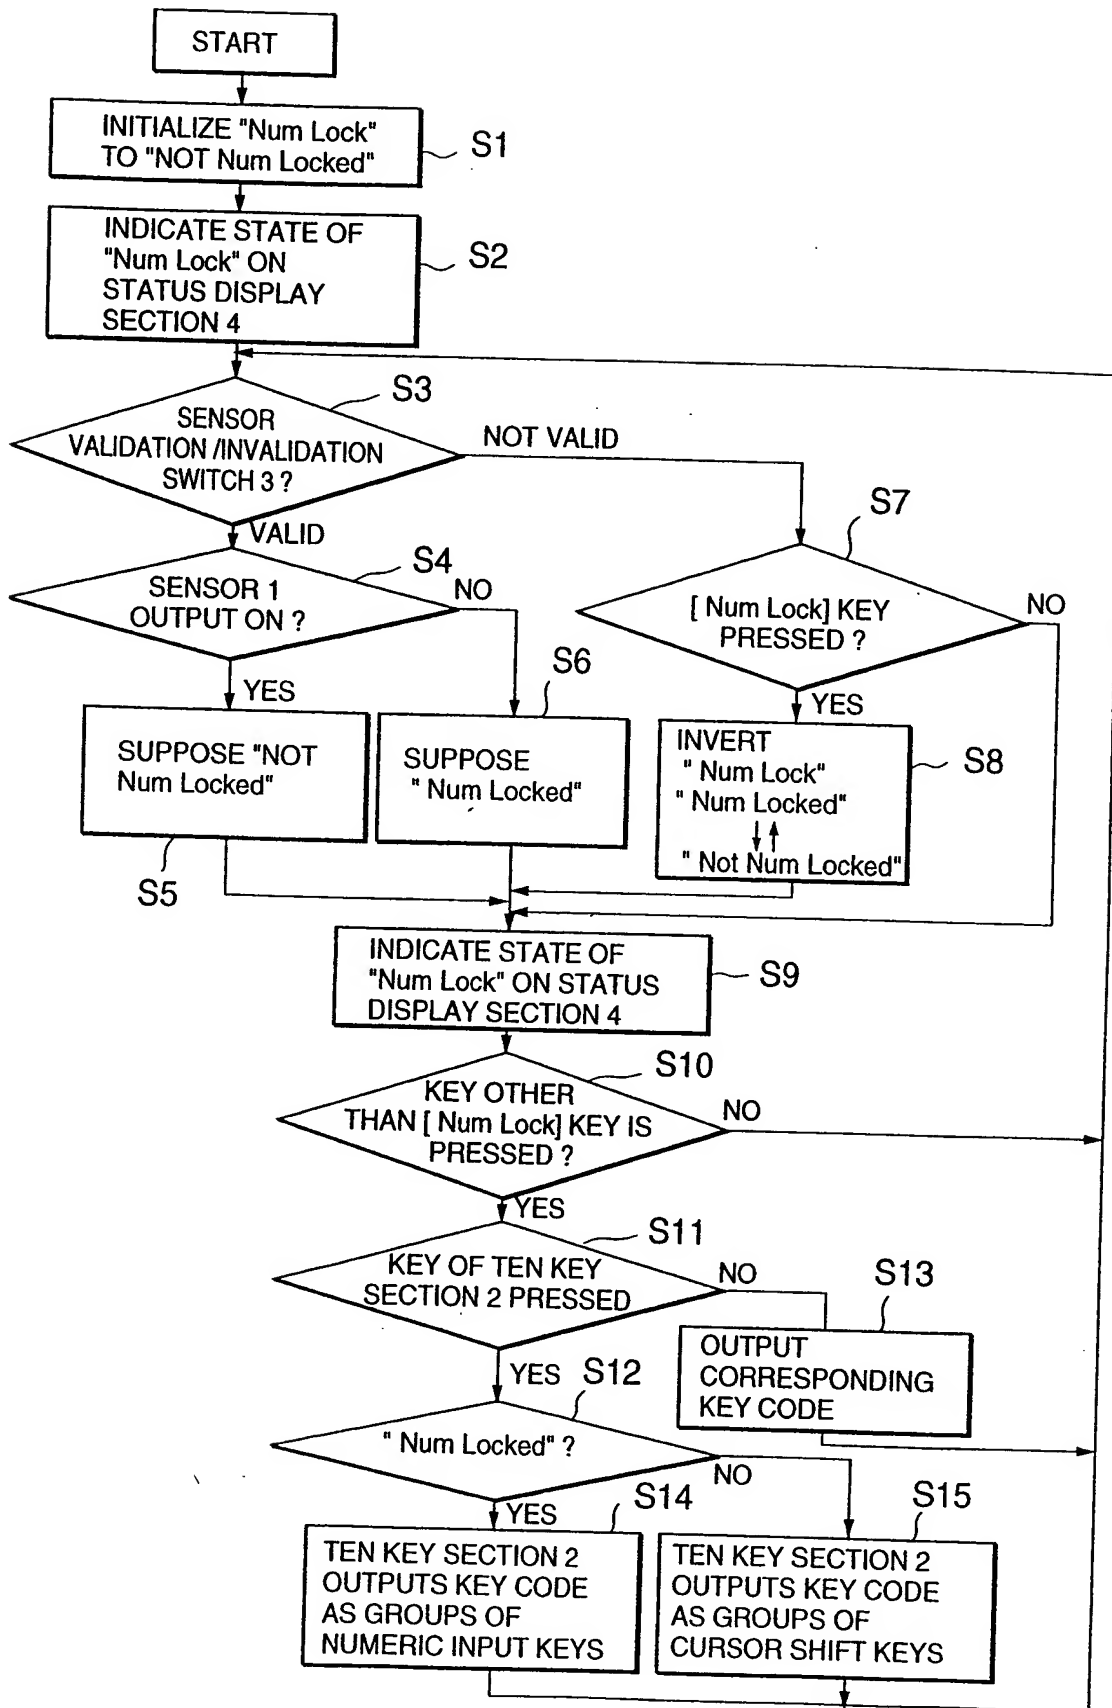 START
INITIALIZE "Num Lock"
TO "NOT Num Locked"
S1
INDICATE STATE OF
"Num Lock" ON
STATUS DISPLAY
SECTION 4
S2
S3
SENSOR
VALIDATION /INVALIDATION
SWITCH 3 ?
NOT VALID
VALID
S4
SENSOR 1
OUTPUT ON ?
NO
YES
S7
[ Num Lock] KEY
PRESSED ?
NO
YES
SUPPOSE "NOT
Num Locked"
S5
S6
SUPPOSE
" Num Locked"
INVERT
" Num Lock"
" Num Locked"
" Not Num Locked"
S8
INDICATE STATE OF
"Num Lock" ON STATUS
DISPLAY SECTION 4
S9
S10
KEY OTHER
THAN [ Num Lock] KEY IS
PRESSED ?
NO
YES
S11
KEY OF TEN KEY
SECTION 2 PRESSED
NO
YES
S13
OUTPUT
CORRESPONDING
KEY CODE
S12
" Num Locked" ?
NO
YES
S14
TEN KEY SECTION 2
OUTPUTS KEY CODE
AS GROUPS OF
NUMERIC INPUT KEYS
S15
TEN KEY SECTION 2
OUTPUTS KEY CODE
AS GROUPS OF
CURSOR SHIFT KEYS